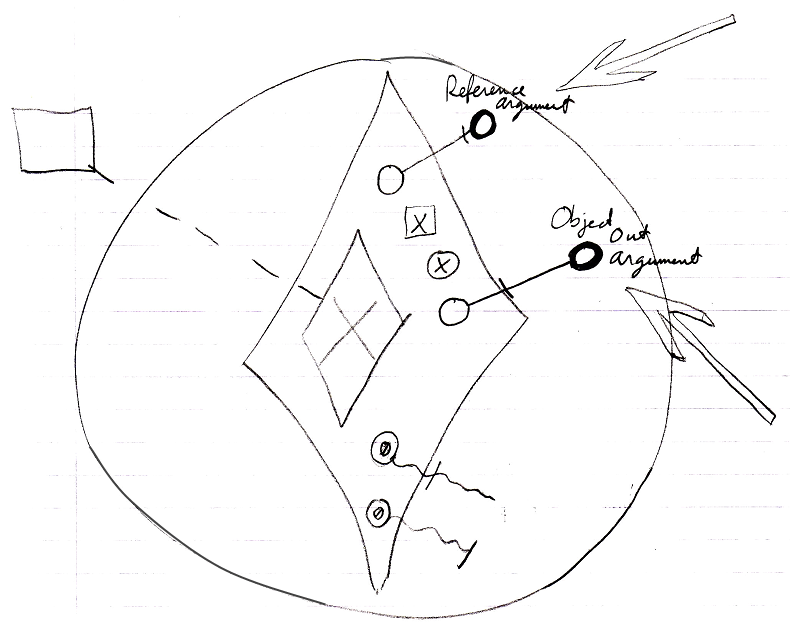 Reference
argument
X
X
Object
Out
argument